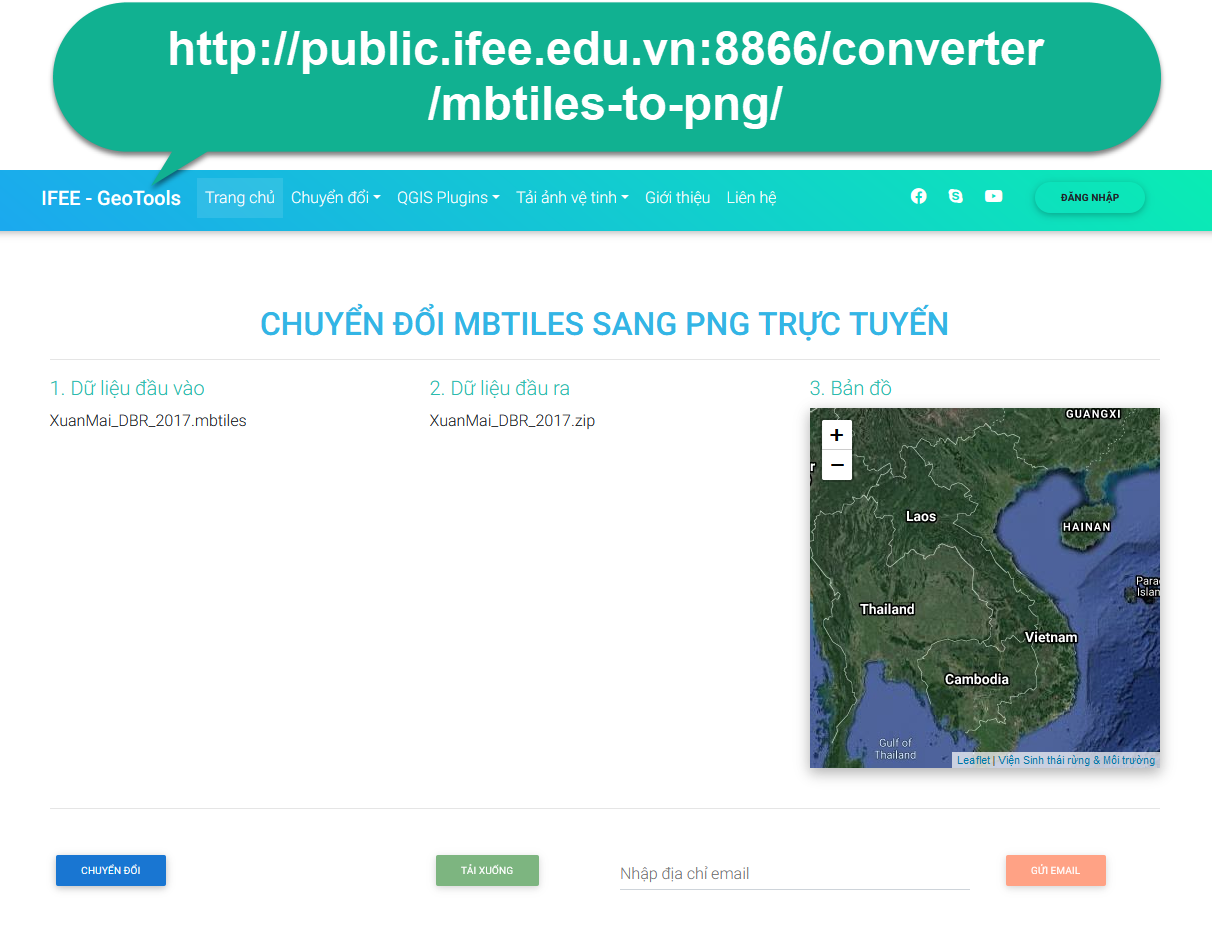 http://public.ifee.edu.vn:8866/converter
/mbtiles-to-png/
IFEE - GeoTools Trang chủ Chuyển đổi QGIS Plugins Tải ảnh vệ tinh Giới thiệu Liên hệ ĐĂNG NHẬP
CHUYỂN ĐỔI MBTILES SANG PNG TRỰC TUYẾN
1. Dữ liệu đầu vào
XuanMai_DBR_2017.mbtiles
2. Dữ liệu đầu ra
XuanMai_DBR_2017.zip
3. Bản đồ
GUANGXI
+
−
Laos
HAINAN
Para
Islan
Thailand
Vietnam
Cambodia
Gulf of
Thailand
Leaflet | Viện Sinh thái rừng & Môi trường
CHUYỂN ĐỔI
TẢI XUỐNG
Nhập địa chỉ email
GỬI EMAIL